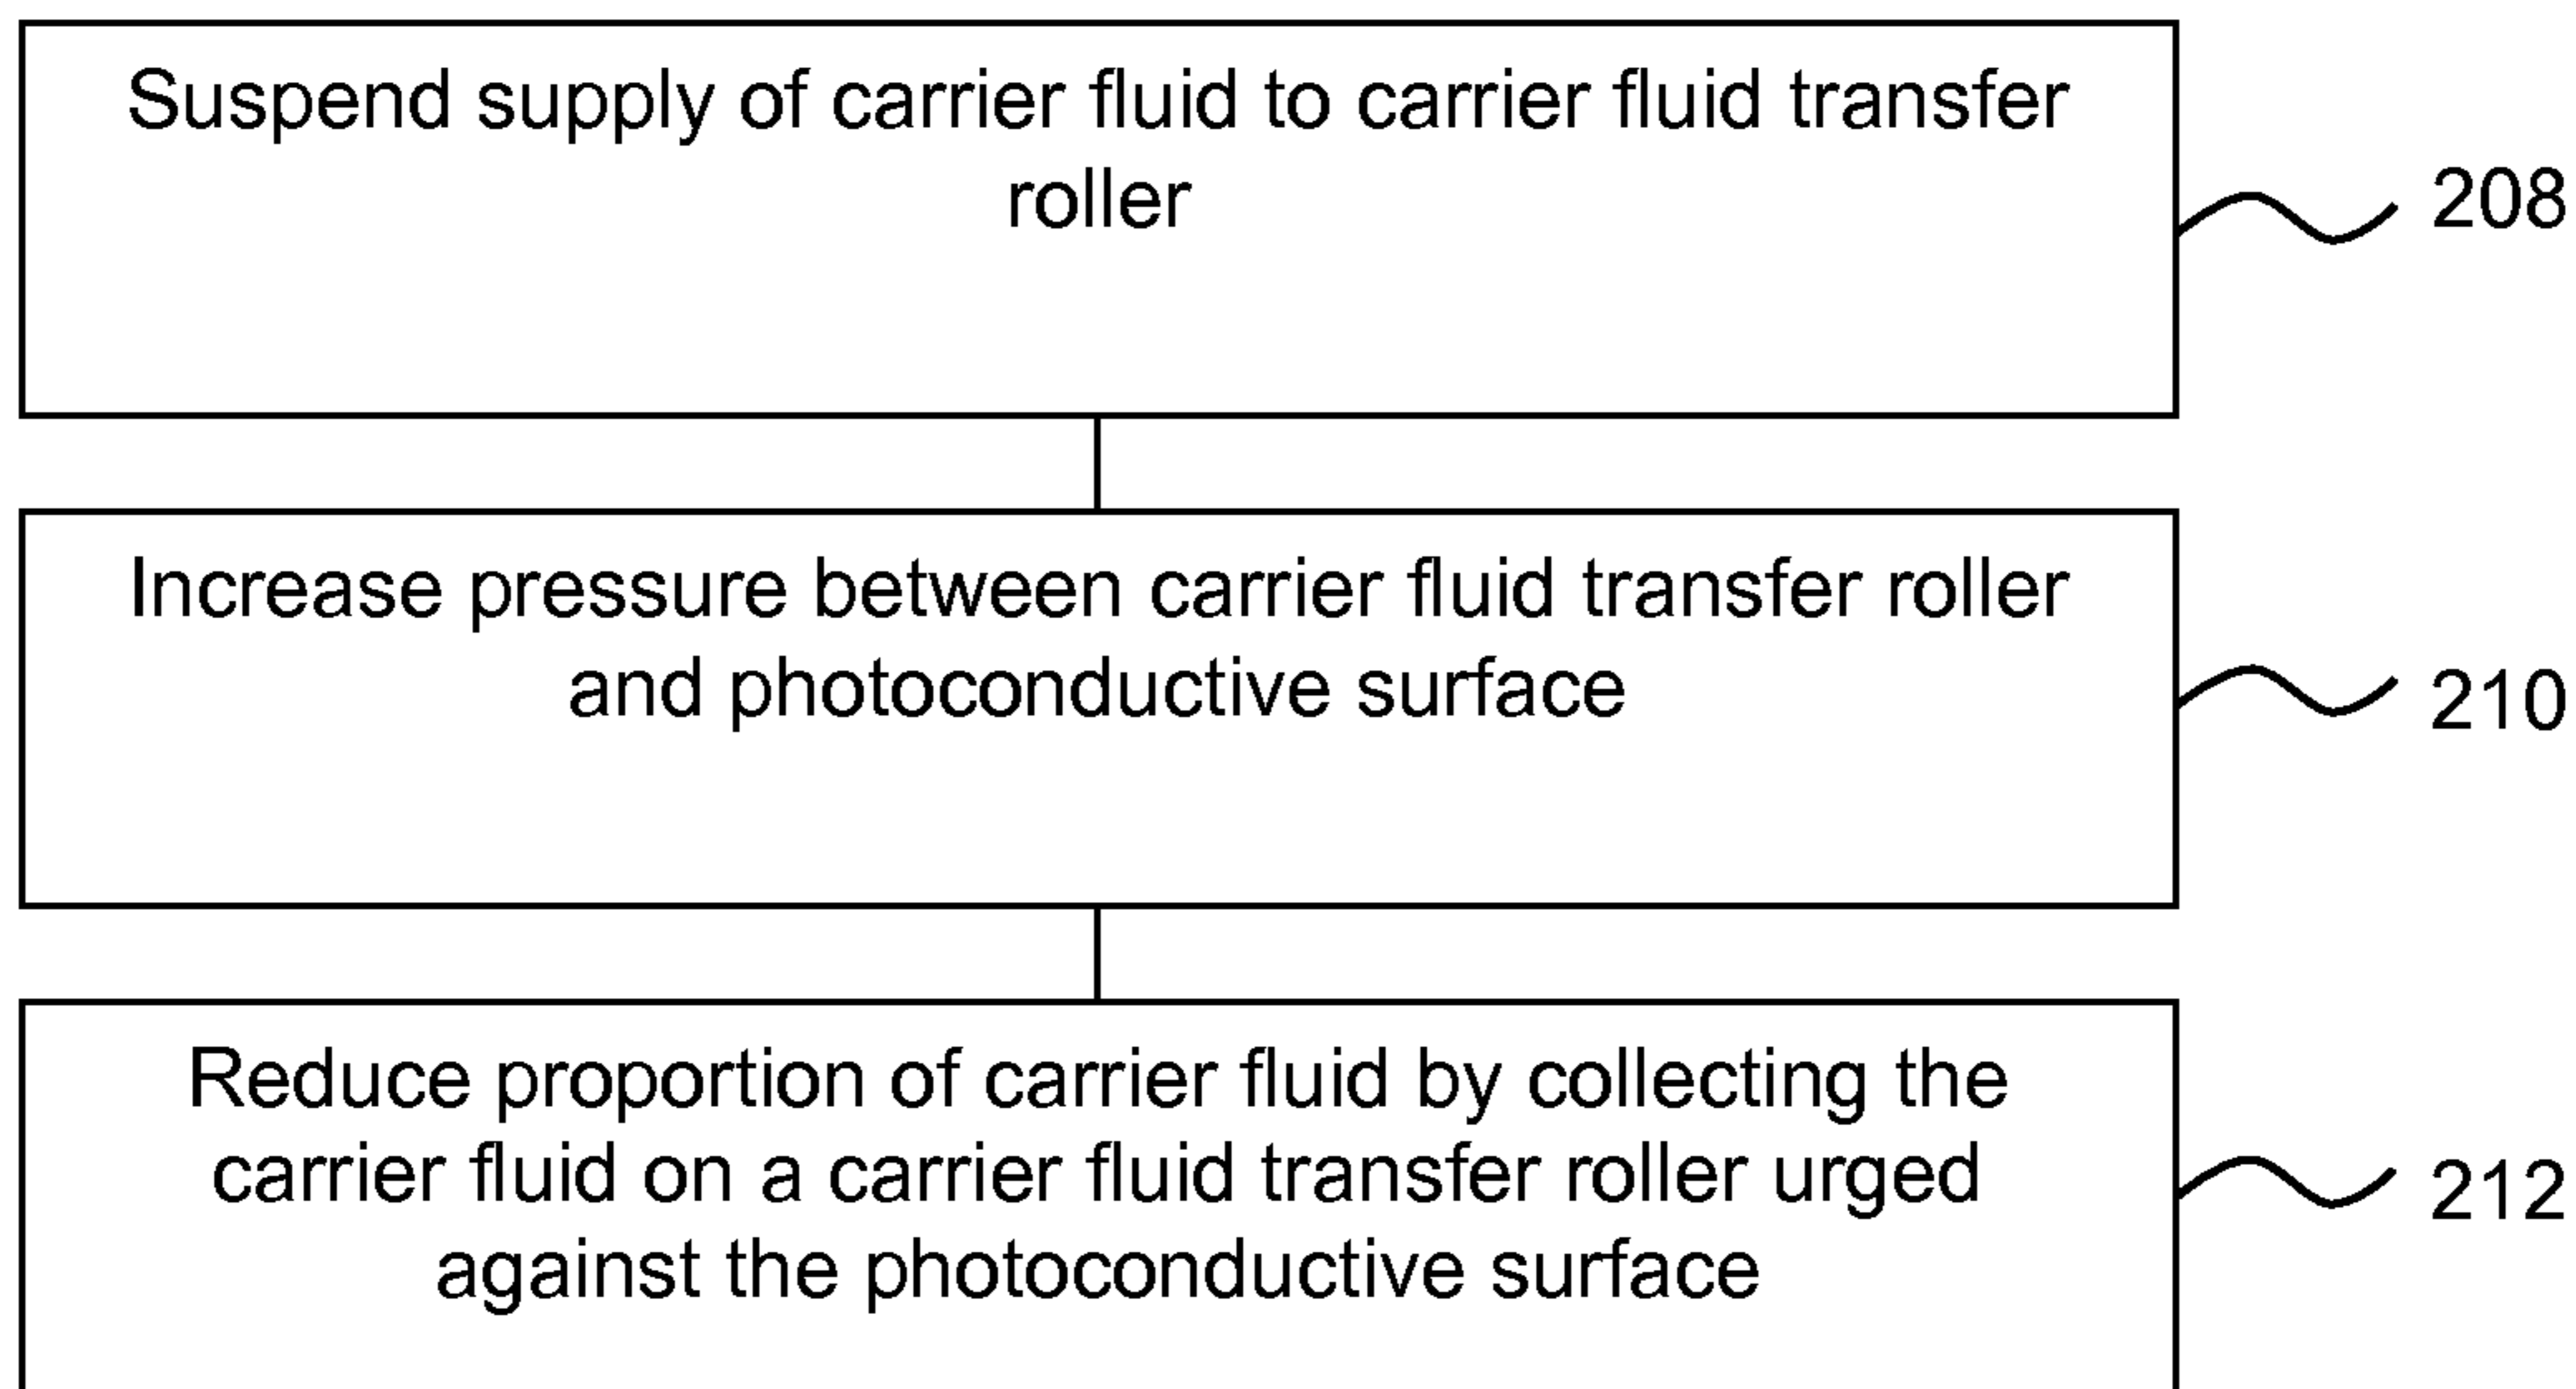 Suspend supply of carrier fluid to carrier fluid transfer
roller
208
Increase pressure between carrier fluid transfer roller
and photoconductive surface
210
Reduce proportion of carrier fluid by collecting the
carrier fluid on a carrier fluid transfer roller urged
against the photoconductive surface
212